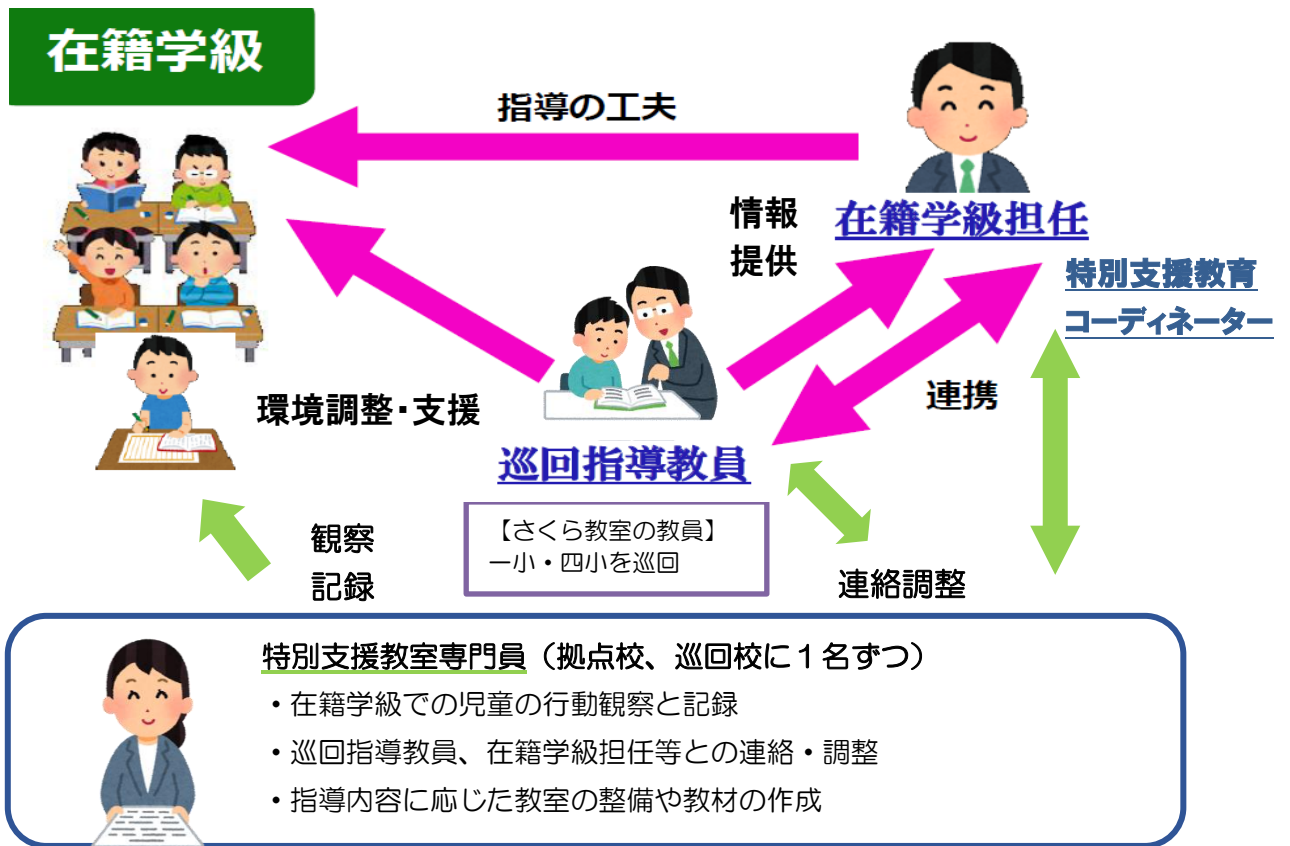 在籍学級
指導の工夫
情報
提供
在籍学級担任
特別支援教育
コーディネーター
連携
環境調整・支援
巡回指導教員
【さくら教室の教員】
一小・四小を巡回
観察
記録
連絡調整
特別支援教室専門員（拠点校、巡回校に１名ずつ）
・在籍学級での児童の行動観察と記録
・巡回指導教員、在籍学級担任等との連絡・調整
・指導内容に応じた教室の整備や教材の作成